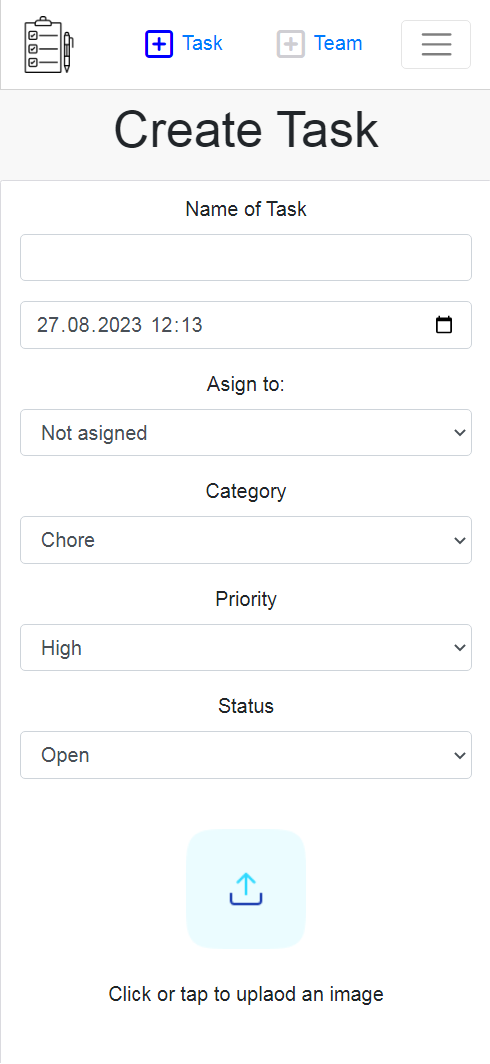 Task
Team
Create Task
Name of Task
27.08.2023 12:13
Asign to:
Not asigned
Category
Chore
Priority
High
Status
Open
Click or tap to uplaod an image